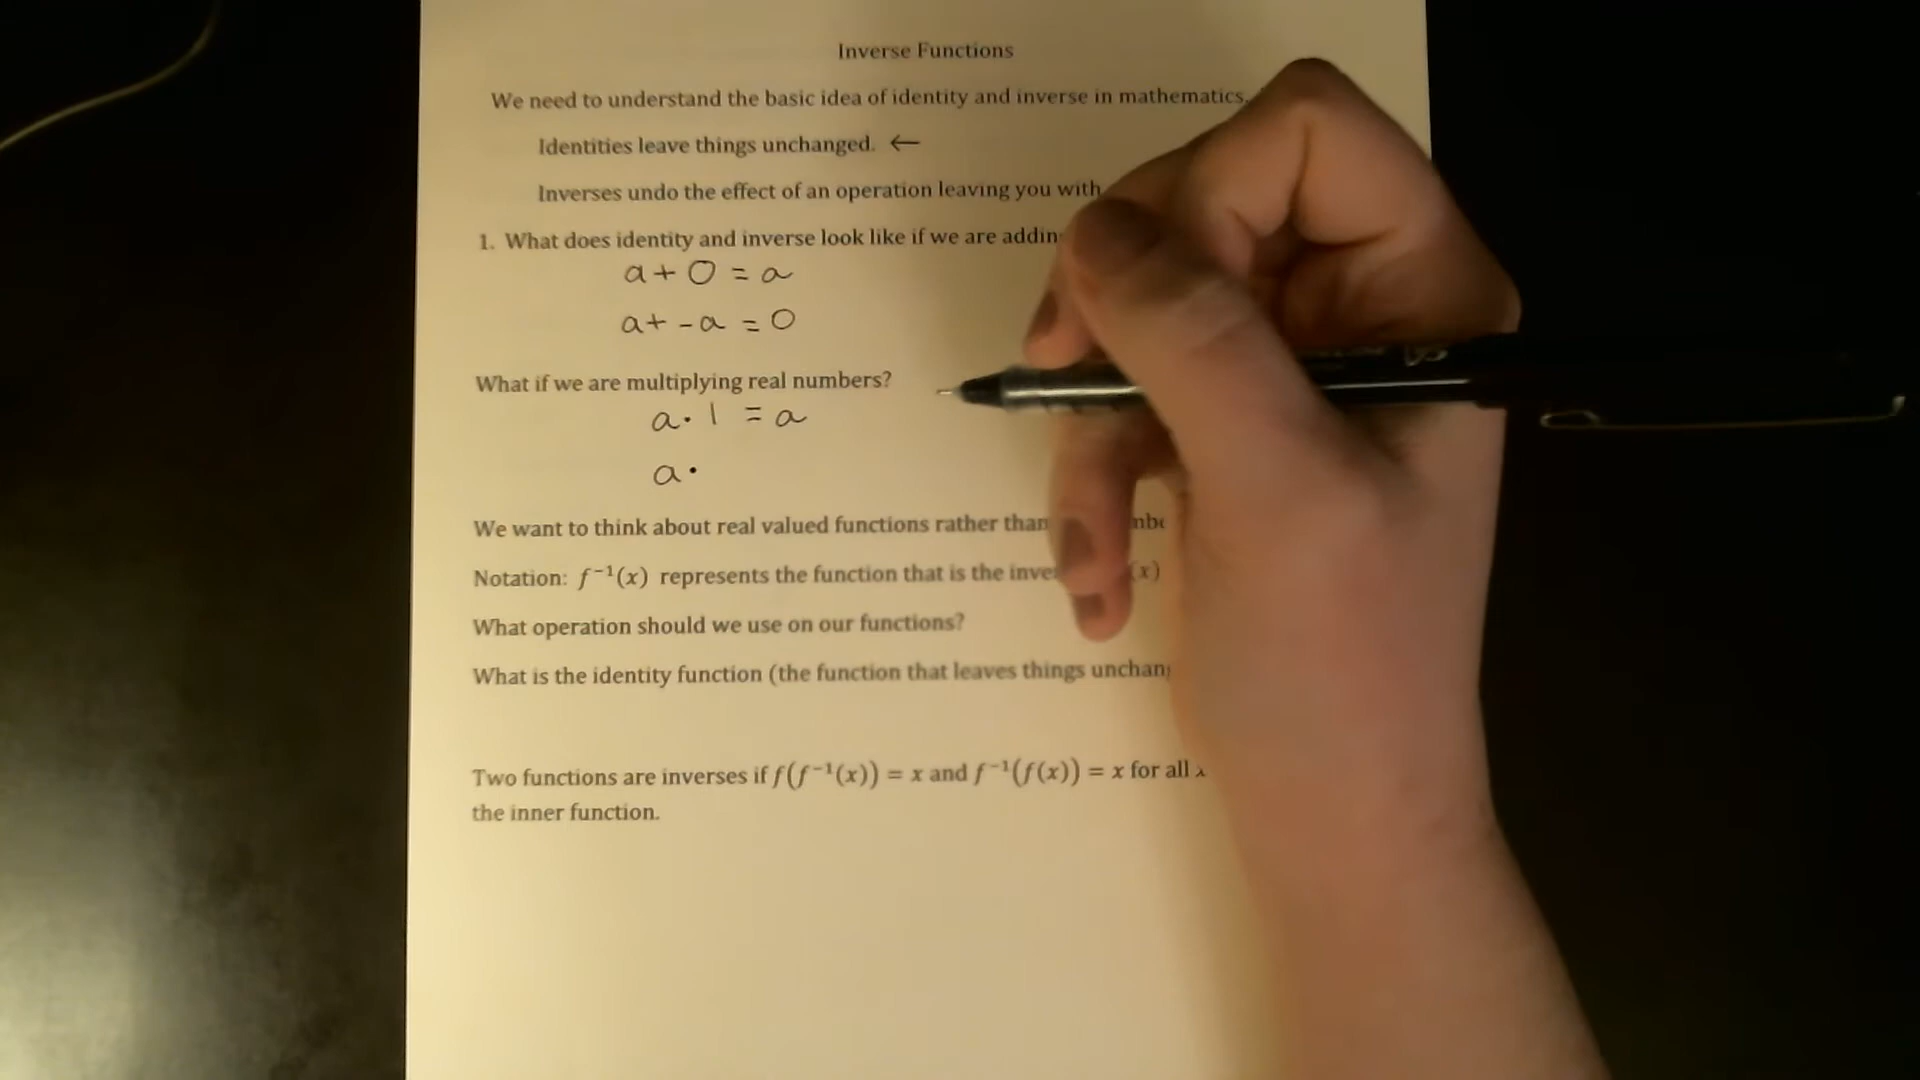 Inverse Functions
We need to understand the basic idea of identity and inverse in mathematics.
Identities leave things unchanged. ←
Inverses undo the effect of an operation leaving you with
1. What does identity and inverse look like if we are
a + 0 = a
a + - a = 0
What if we are multiplying real numbers?
a · 1 = a
a ·
We want to think about real valued functions rather than
Notation: f⁻¹(x) represents the function that is the (x)
What operation should we use on our functions?
What is the identity function (the function that leaves things
Two functions are inverses if f(f⁻¹(x)) = x and f⁻¹(f(x)) = x for all
the inner function.